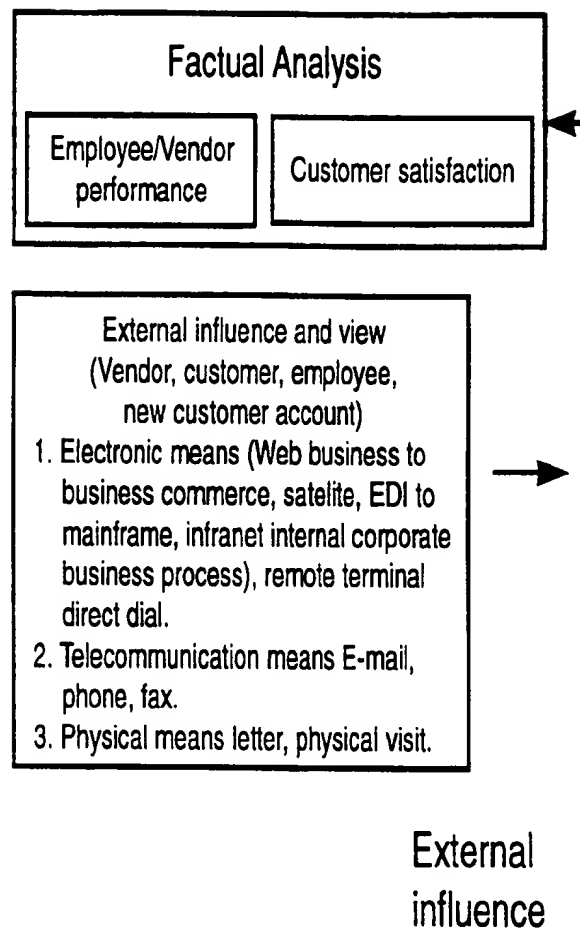 Factual Analysis
Employee/Vendor
performance
Customer satisfaction
External influence and view
(Vendor, customer, employee,
new customer account)
1. Electronic means (Web business to
business commerce, satelite, EDI to
mainframe, infranet internal corporate
business process), remote terminal
direct dial.
2. Telecommunication means E-mail,
phone, fax.
3. Physical means letter, physical visit.
External
influence